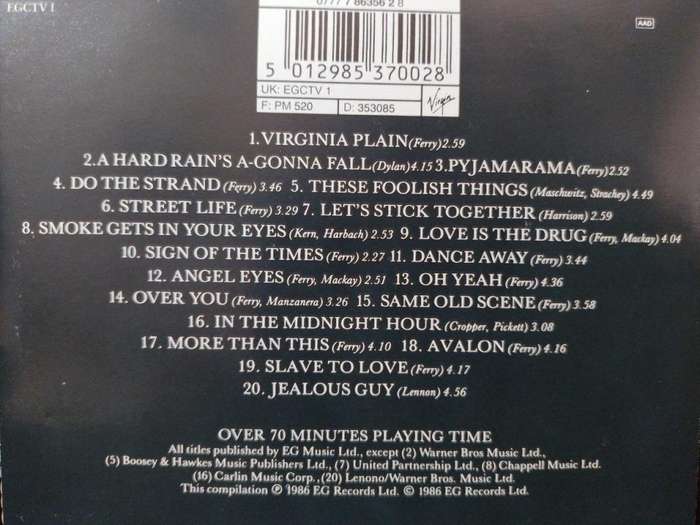 EGCTV 1
0777 7 86356 2 8
AAD
5 012985 370028
UK: EGCTV 1
F: PM 520 D: 353085
Virgin
1.VIRGINIA PLAIN(Ferry)2.59
2.A HARD RAIN'S A-GONNA FALL(Dylan)4.15 3.PYJAMARAMA(Ferry)2.52
4. DO THE STRAND(Ferry) 3.46 5. THESE FOOLISH THINGS(Maschwitz, Strachey) 4.49
6. STREET LIFE(Ferry) 3.29 7. LET'S STICK TOGETHER(Harrison) 2.59
8. SMOKE GETS IN YOUR EYES(Kern, Harbach) 2.53 9. LOVE IS THE DRUG(Ferry, Mackay) 4.04
10. SIGN OF THE TIMES(Ferry) 2.27 11. DANCE AWAY(Ferry) 3.44
12. ANGEL EYES(Ferry, Mackay) 2.51 13. OH YEAH(Ferry) 4.36
14. OVER YOU(Ferry, Manzanera) 3.26 15. SAME OLD SCENE(Ferry) 3.58
16. IN THE MIDNIGHT HOUR(Cropper, Pickett) 3.08
17. MORE THAN THIS(Ferry) 4.10 18. AVALON(Ferry) 4.16
19. SLAVE TO LOVE(Ferry) 4.17
20. JEALOUS GUY(Lennon) 4.56
OVER 70 MINUTES PLAYING TIME
All titles published by EG Music Ltd., except (2) Warner Bros Music Ltd.,
(5) Boosey & Hawkes Music Publishers Ltd., (7) United Partnership Ltd., (8) Chappell Music Ltd.
(16) Carlin Music Corp., (20) Lenono/Warner Bros. Music Ltd.
This compilation ℗ 1986 EG Records Ltd. © 1986 EG Records Ltd.